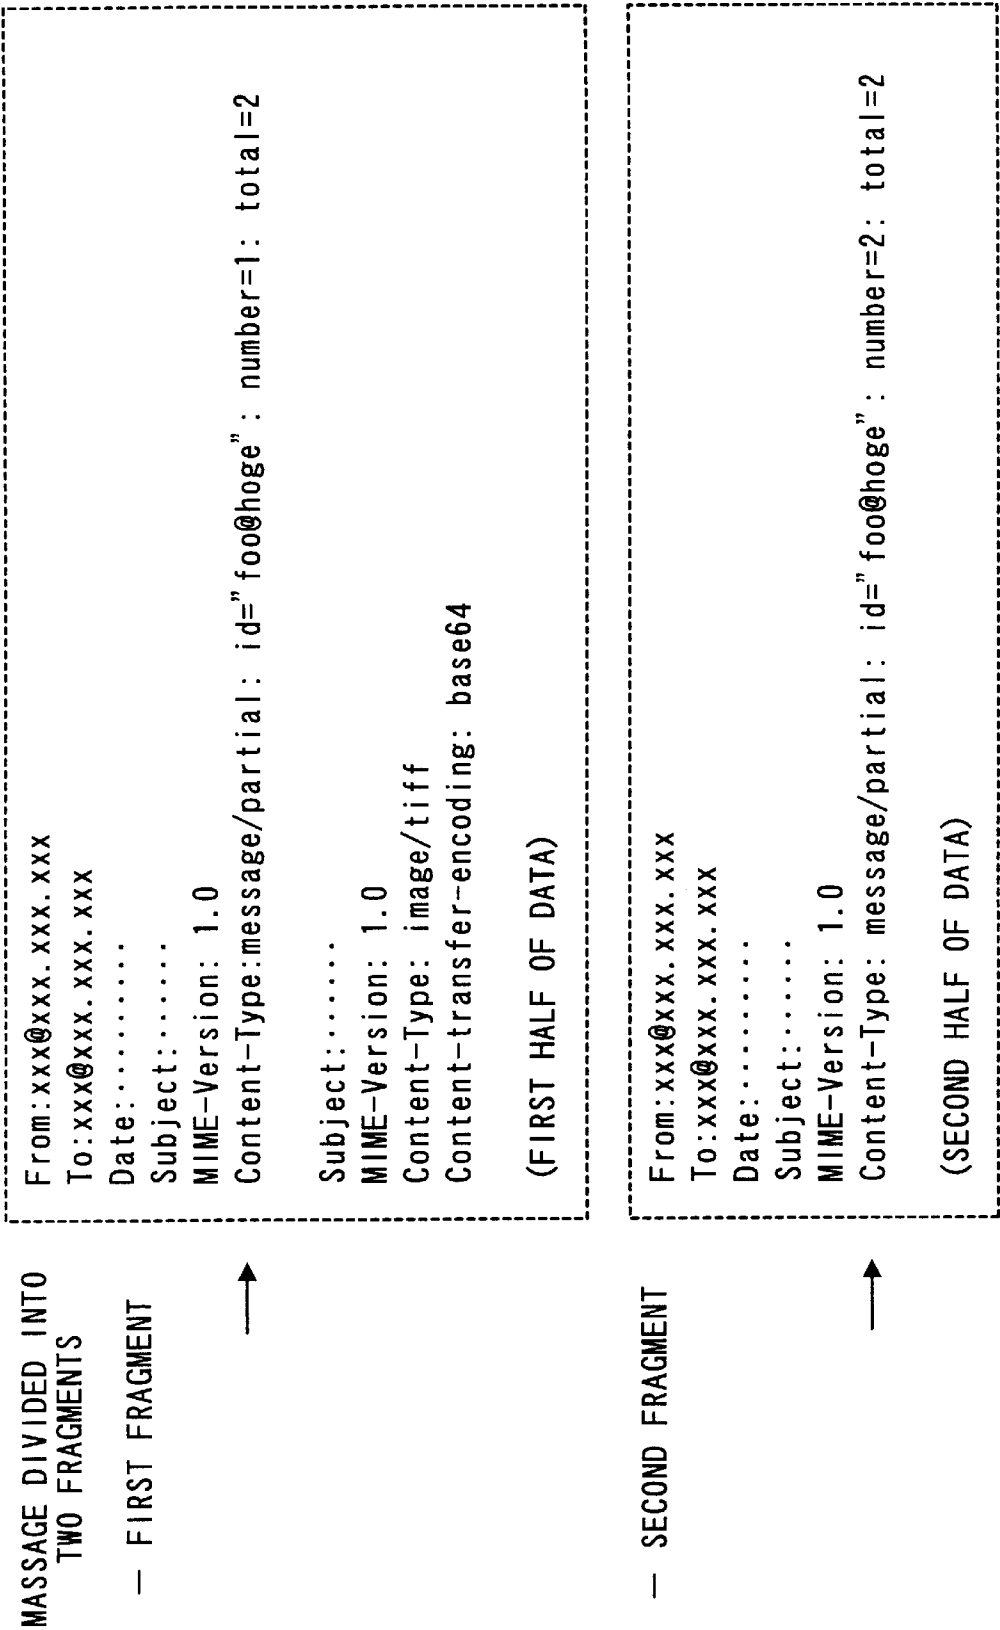 MASSAGE DIVIDED INTO
TWO FRAGMENTS
— FIRST FRAGMENT
From:xxx@xxx.xxx.xxx
To:xxx@xxx.xxx.xxx
Date:·········
Subject:······
MIME-Version: 1.0
Content-Type:message/partial: id="foo@hoge": number=1: total=2
Subject:······
MIME-Version: 1.0
Content-Type: image/tiff
Content-transfer-encoding: base64
(FIRST HALF OF DATA)
— SECOND FRAGMENT
From:xxx@xxx.xxx.xxx
To:xxx@xxx.xxx.xxx
Date:·········
Subject:······
MIME-Version: 1.0
Content-Type: message/partial: id="foo@hoge": number=2: total=2
(SECOND HALF OF DATA)